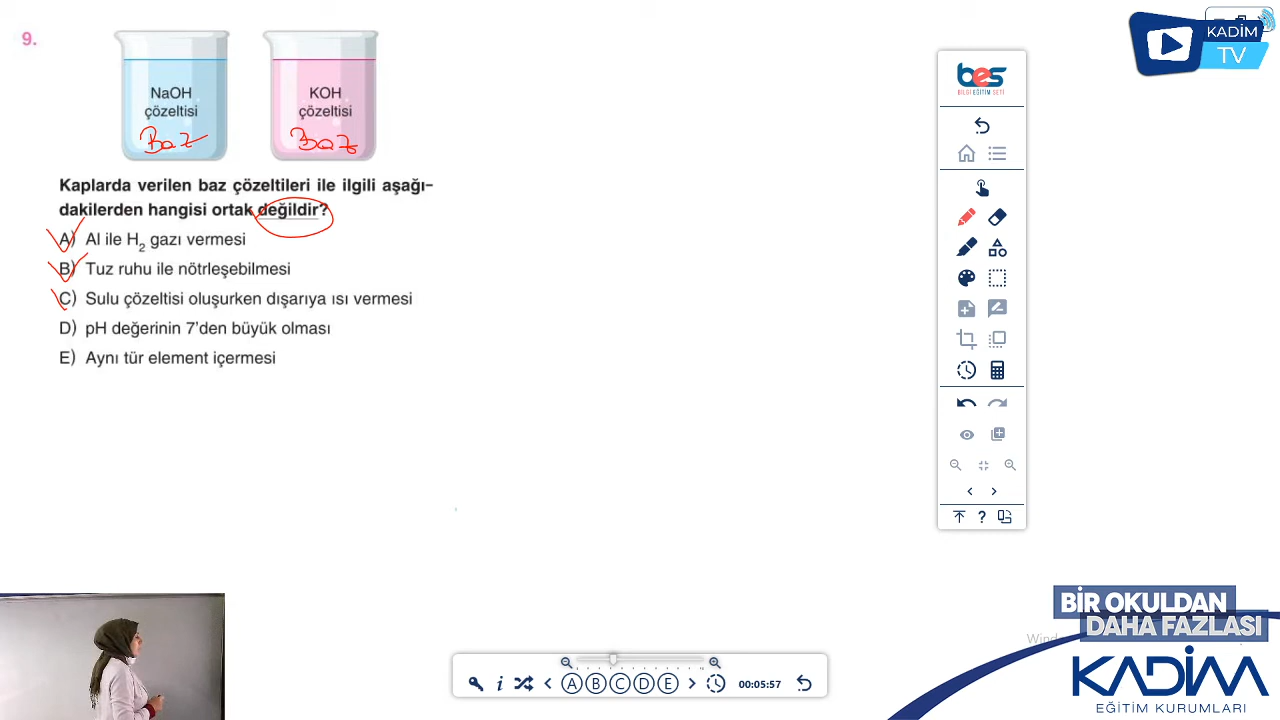 KADİM
TV
9.
NaOH
çözeltisi
Baz
KOH
çözeltisi
Baz
Kaplarda verilen baz çözeltileri ile ilgili aşağı-
dakilerden hangisi ortak değildir?
A) Al ile H2 gazı vermesi
B) Tuz ruhu ile nötrleşebilmesi
C) Sulu çözeltisi oluşurken dışarıya ısı vermesi
D) pH değerinin 7'den büyük olması
E) Aynı tür element içermesi
bes
BİLGİ EĞİTİM SETİ
?
i
A B C D E
00:05:57
Wind
BİR OKULDAN
DAHA FAZLASI
KADİM
EĞİTİM KURUMLARI